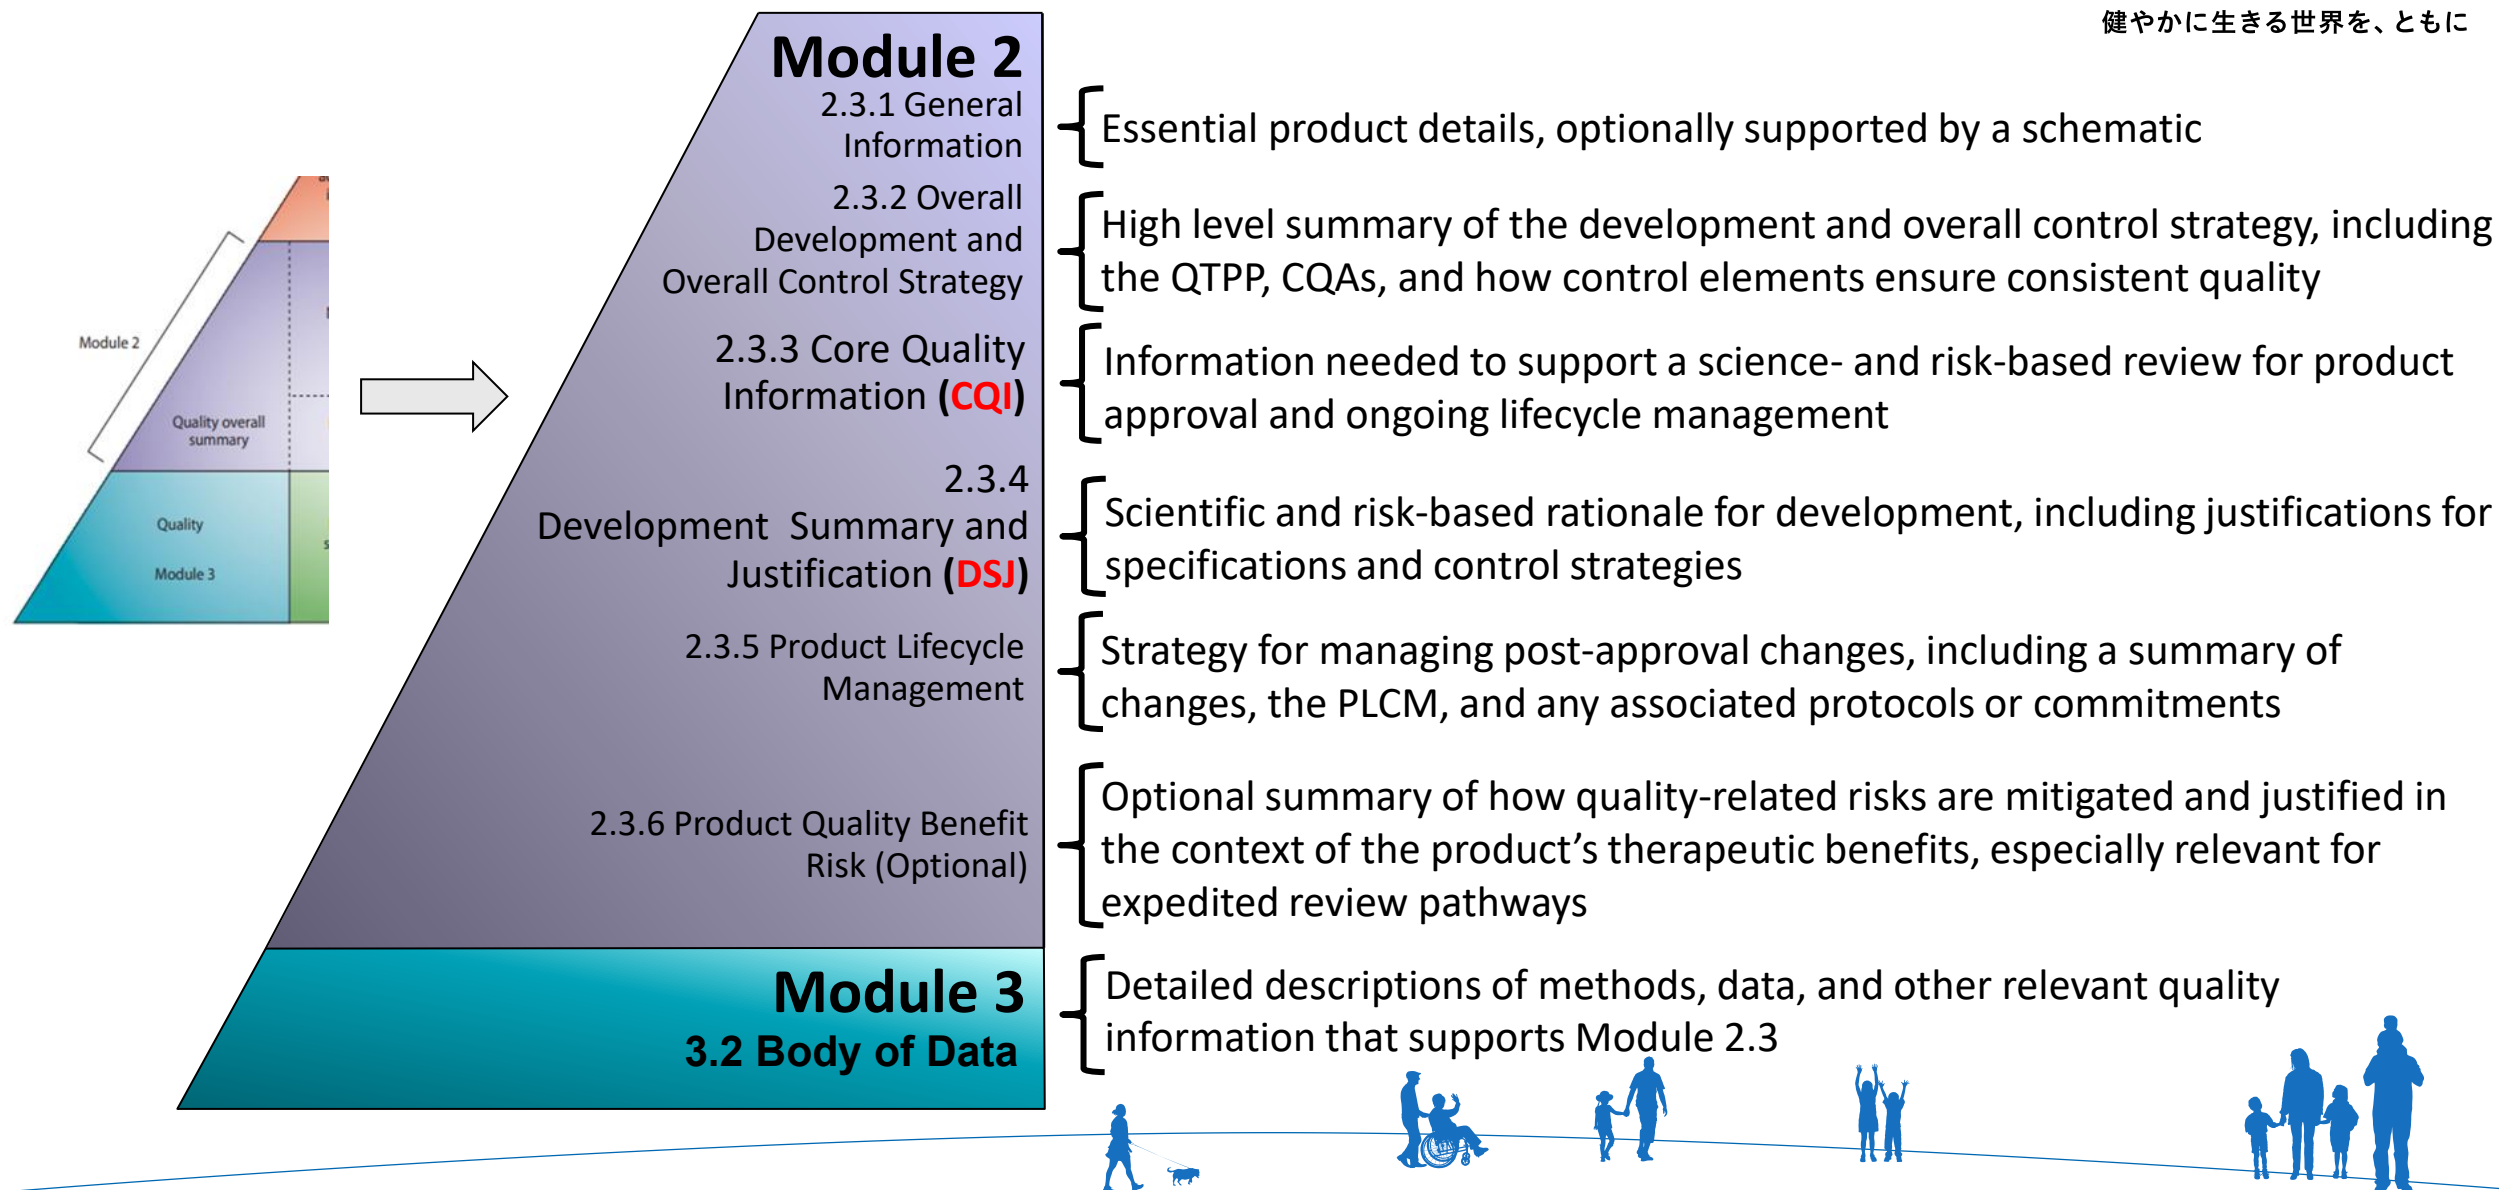 健やかに生きる世界を、ともに
Module 2
Quality overall
summary
Quality
Module 3
Module 2
2.3.1 General
Information
2.3.2 Overall
Development and
Overall Control Strategy
2.3.3 Core Quality
Information (CQI)
2.3.4
Development Summary and
Justification (DSJ)
2.3.5 Product Lifecycle
Management
2.3.6 Product Quality Benefit
Risk (Optional)
Module 3
3.2 Body of Data
Essential product details, optionally supported by a schematic
High level summary of the development and overall control strategy, including
the QTPP, CQAs, and how control elements ensure consistent quality
Information needed to support a science- and risk-based review for product
approval and ongoing lifecycle management
Scientific and risk-based rationale for development, including justifications for
specifications and control strategies
Strategy for managing post-approval changes, including a summary of
changes, the PLCM, and any associated protocols or commitments
Optional summary of how quality-related risks are mitigated and justified in
the context of the product’s therapeutic benefits, especially relevant for
expedited review pathways
Detailed descriptions of methods, data, and other relevant quality
information that supports Module 2.3